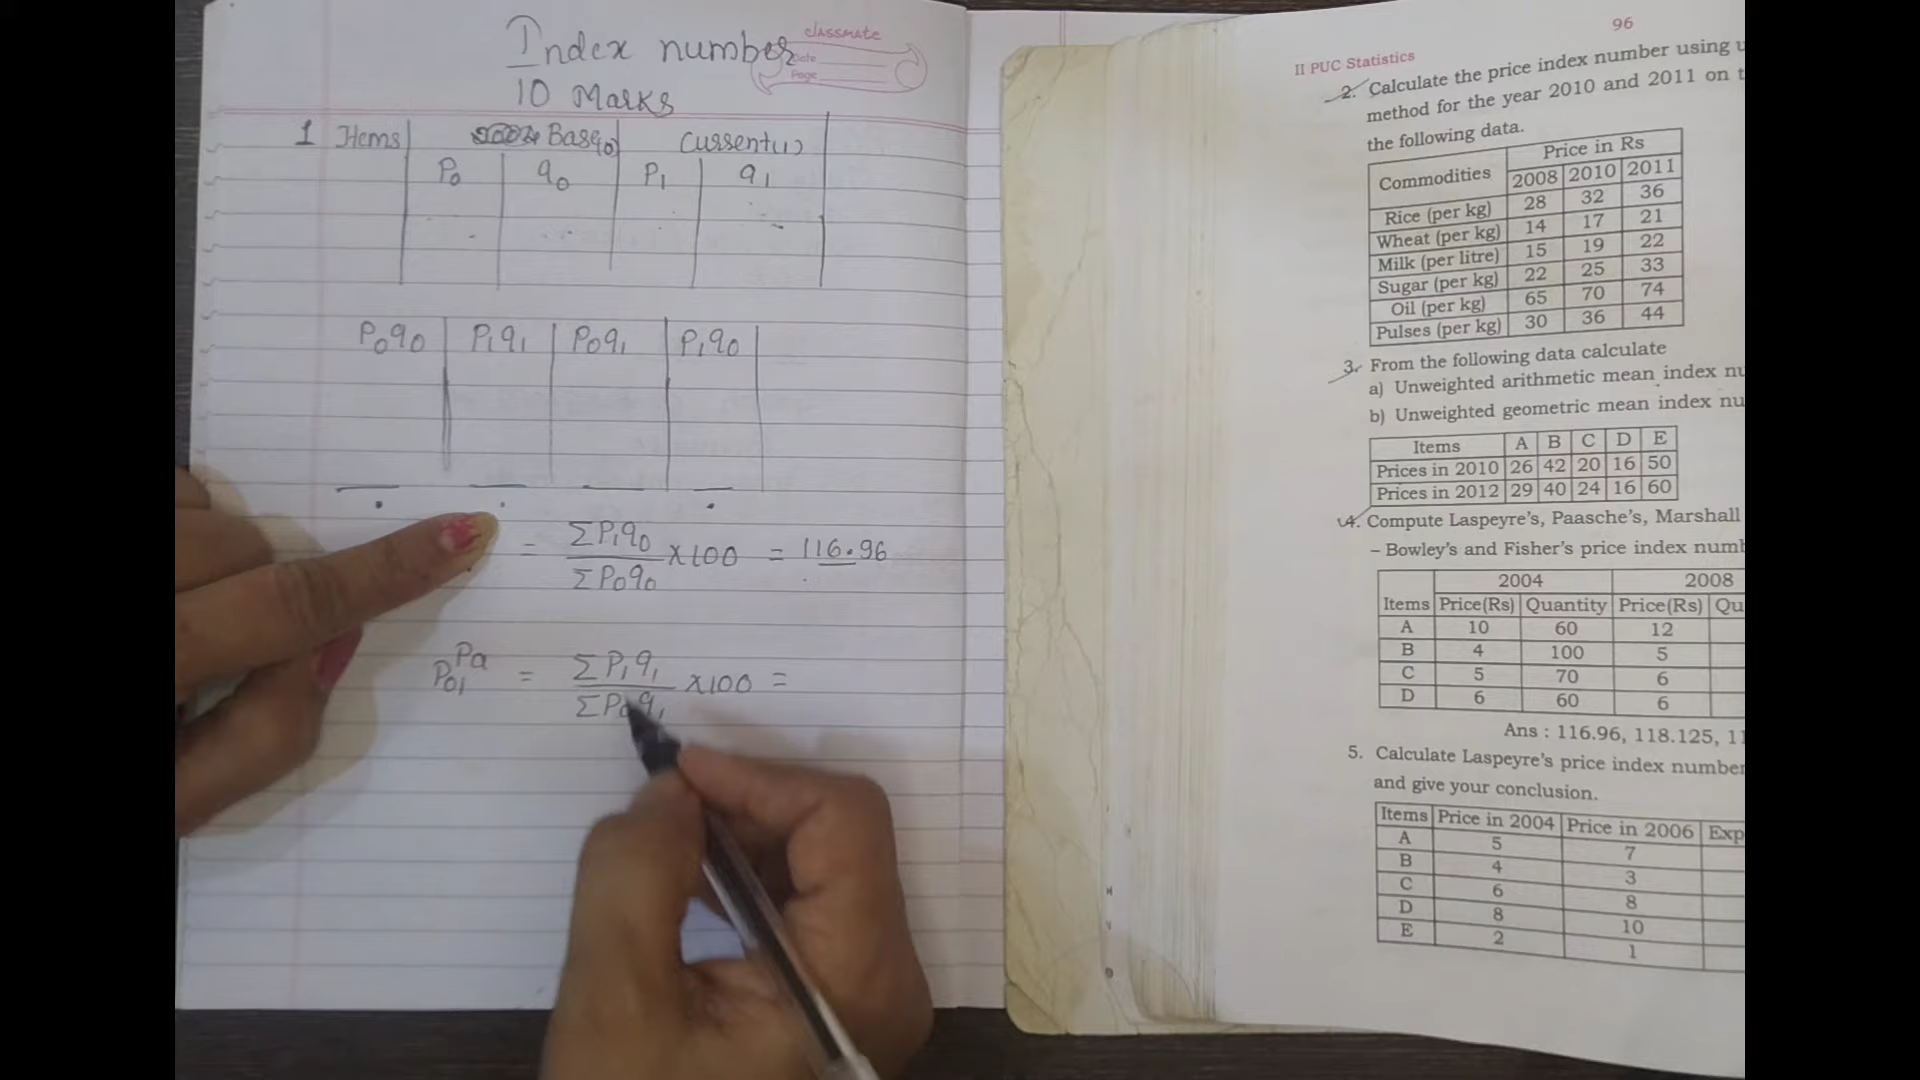 Index number
10 Marks
classmate
Date
Page
1 Items Base(0) Current(1)
P0 q0 P1 q1
P0q0 P1q1 P0q1 P1q0
= ΣP1q0 / ΣP0q0 ×100 = 116.96
P01 Pa = ΣP1q1 / ΣP0q1 ×100 =
96
II PUC Statistics
2. Calculate the price index number using
method for the year 2010 and 2011 on
the following data.
Commodities Price in Rs
2008 2010 2011
Rice (per kg) 28 32 36
Wheat (per kg) 14 17 21
Milk (per litre) 15 19 22
Sugar (per kg) 22 25 33
Oil (per kg) 65 70 74
Pulses (per kg) 30 36 44
3. From the following data calculate
a) Unweighted arithmetic mean index
b) Unweighted geometric mean index
Items A B C D E
Prices in 2010 26 42 20 16 50
Prices in 2012 29 40 24 16 60
4. Compute Laspeyre's, Paasche's, Marshall
– Bowley's and Fisher's price index
2004 2008
Items Price(Rs) Quantity Price(Rs)
A 10 60 12
B 4 100 5
C 5 70 6
D 6 60 6
Ans : 116.96, 118.125,
5. Calculate Laspeyre's price index number
and give your conclusion.
Items Price in 2004 Price in 2006
A 5 7
B 4 3
C 6 8
D 8 10
E 2 1